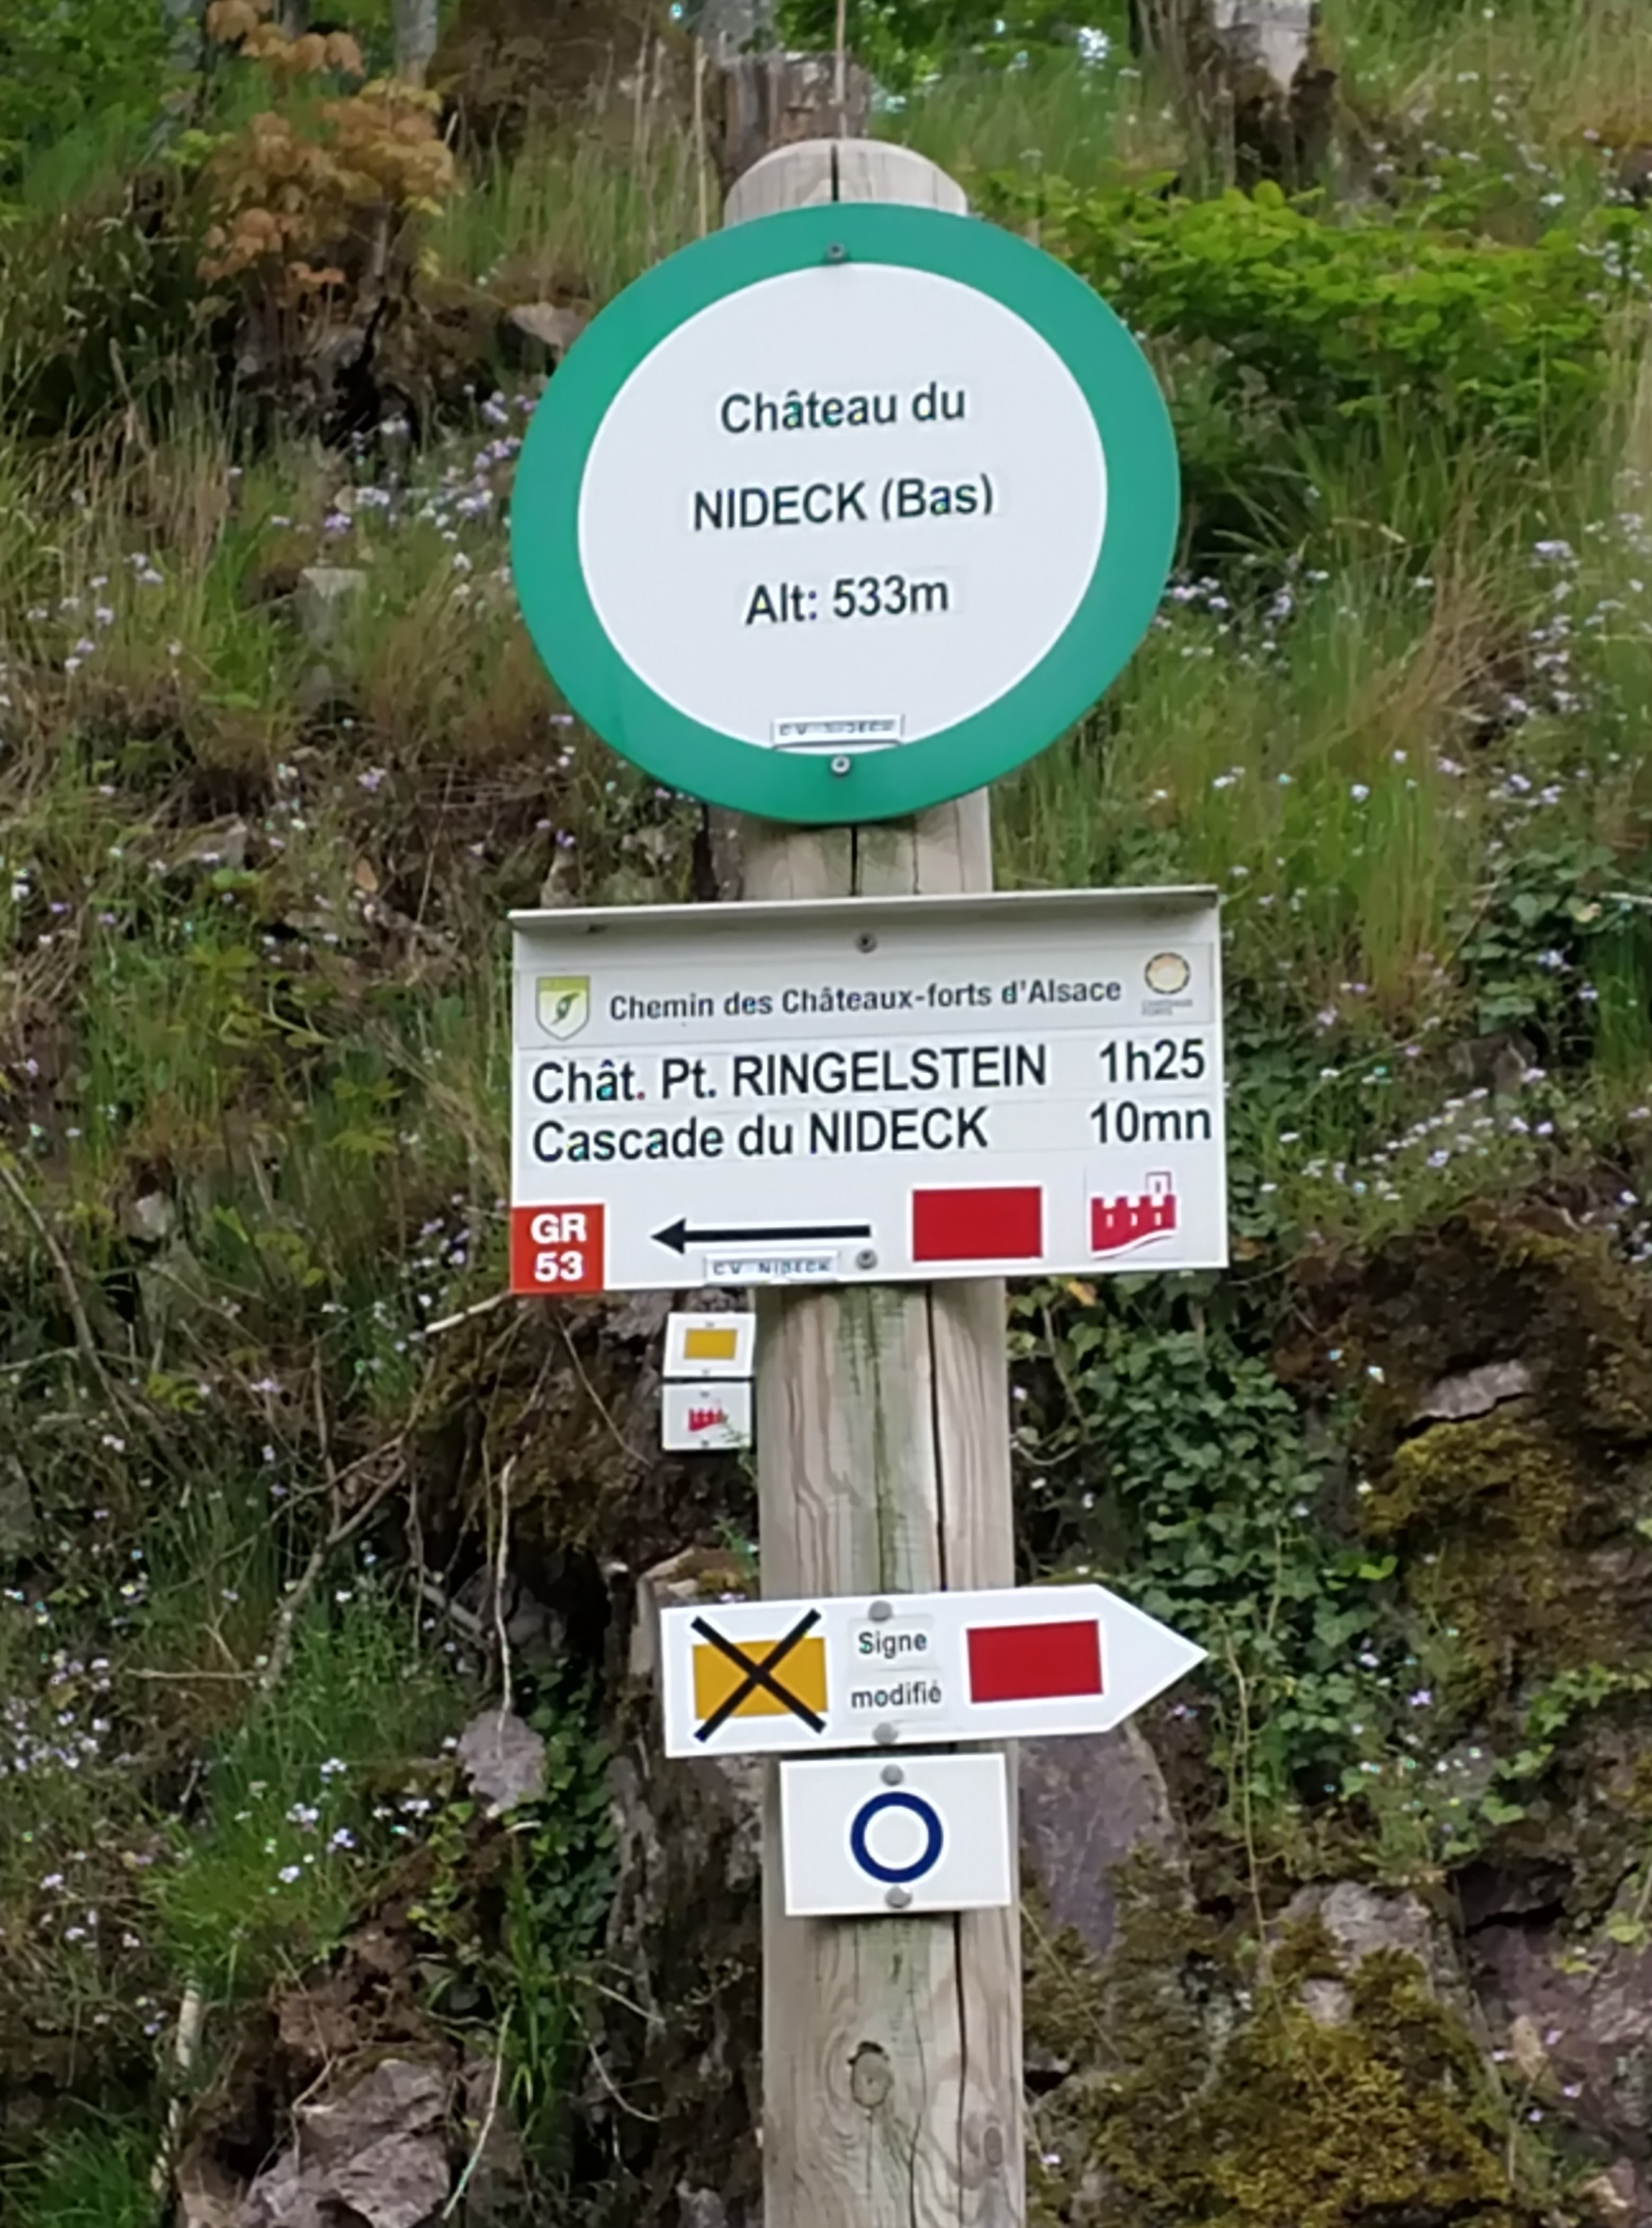 Château du
NIDECK (Bas)
Alt: 533m
C.V. NIDECK
Chemin des Châteaux-forts d'Alsace
Chât. Pt. RINGELSTEIN 1h25
Cascade du NIDECK 10mn
GR
53
C.V. NIDECK
Signe
modifié